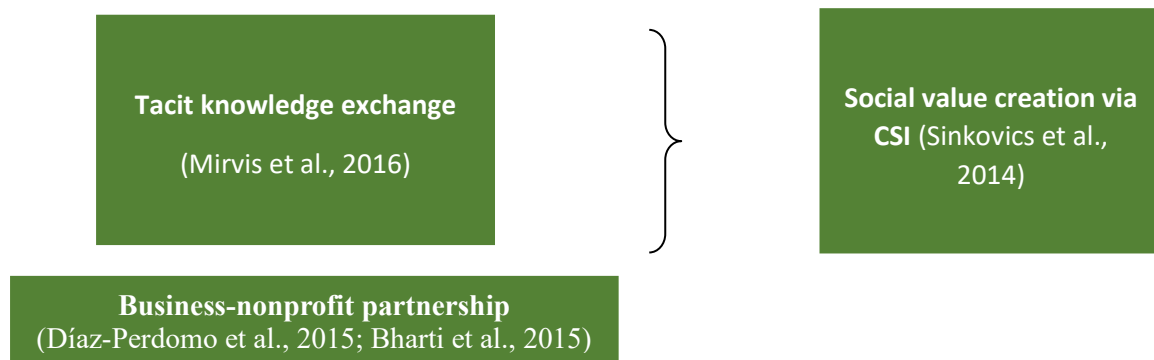 Tacit knowledge exchange
(Mirvis et al., 2016)
Social value creation via
CSI (Sinkovics et al.,
2014)
Business-nonprofit partnership
(Díaz-Perdomo et al., 2015; Bharti et al., 2015)